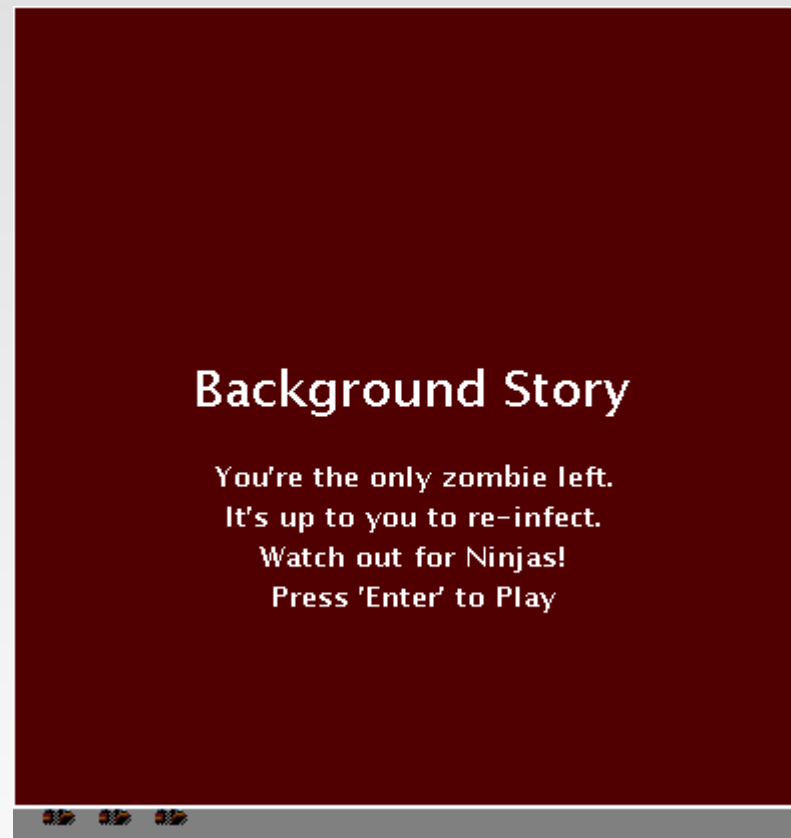 Background Story
You're the only zombie left.
It's up to you to re-infect.
Watch out for Ninjas!
Press 'Enter' to Play